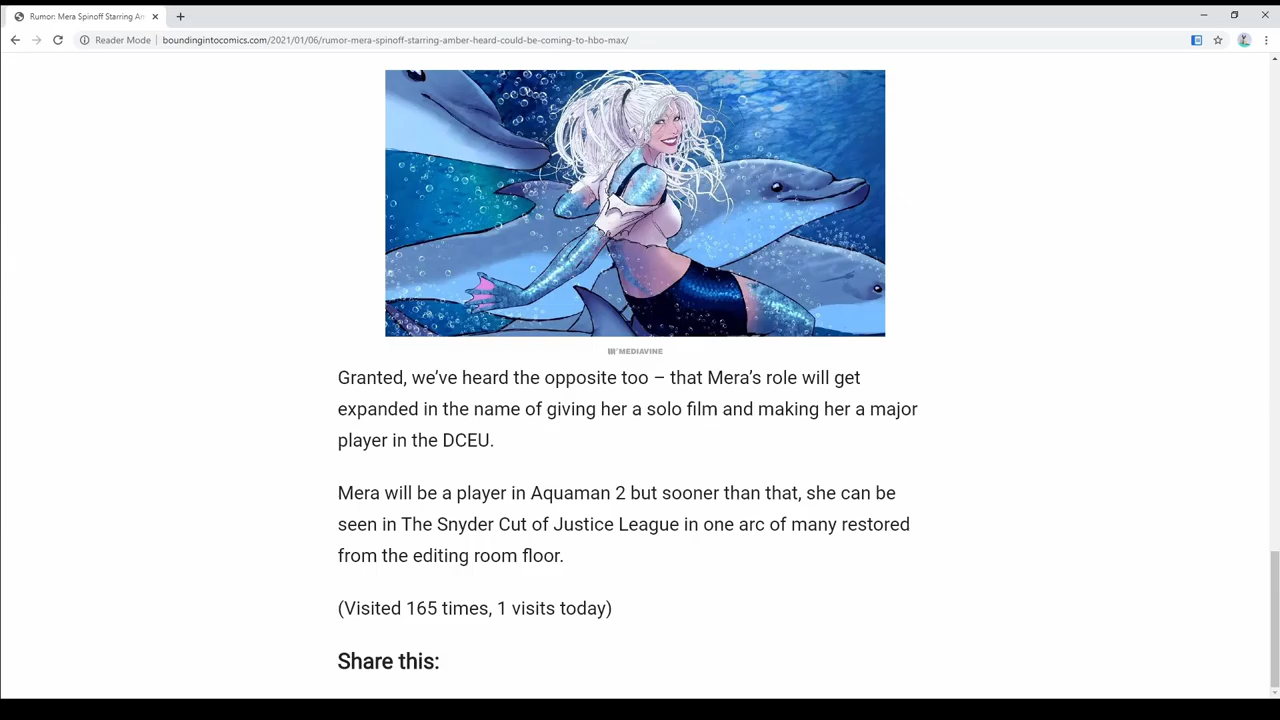 Rumor: Mera Spinoff Starring Am
Reader Mode
boundingintocomics.com/2021/01/06/rumor-mera-spinoff-starring-amber-heard-could-be-coming-to-hbo-max/
MEDIAVINE
Granted, we’ve heard the opposite too – that Mera’s role will get
expanded in the name of giving her a solo film and making her a major
player in the DCEU.
Mera will be a player in Aquaman 2 but sooner than that, she can be
seen in The Snyder Cut of Justice League in one arc of many restored
from the editing room floor.
(Visited 165 times, 1 visits today)
Share this: